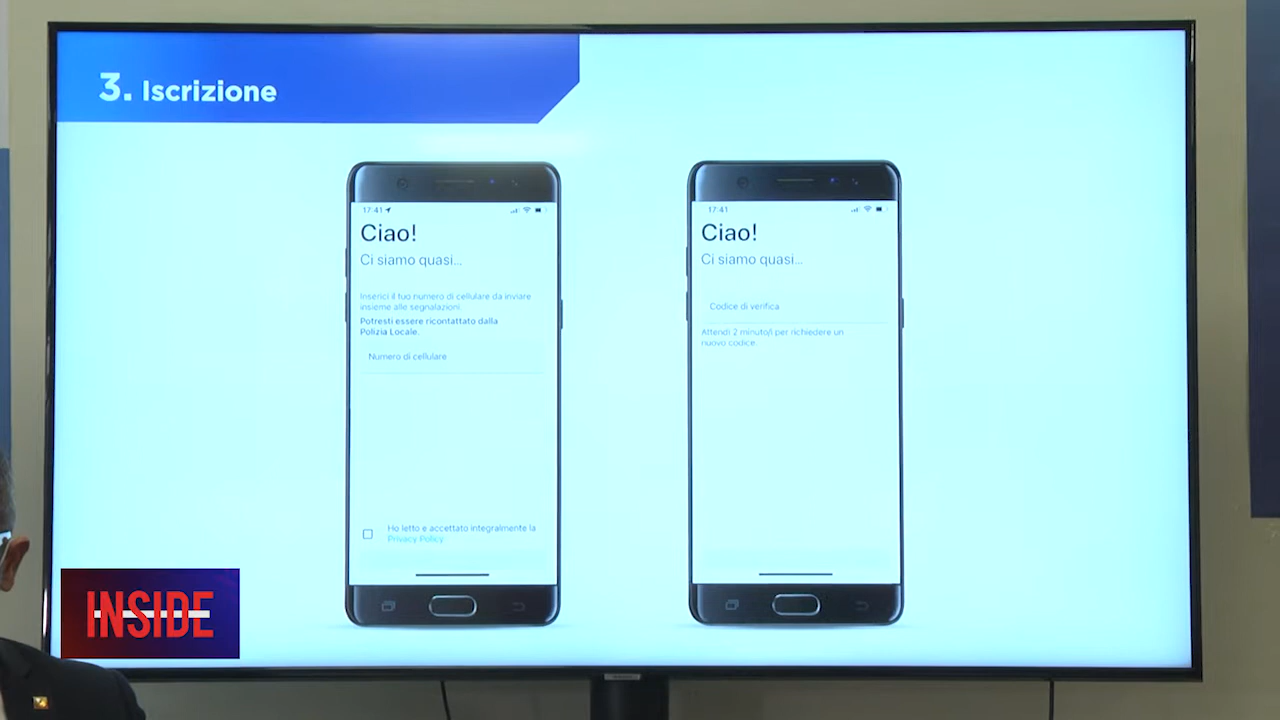 3. Iscrizione
17:41
Ciao!
Ci siamo quasi...
Inserici il tuo numero di cellulare da inviare
insieme alle segnalazioni.
Potresti essere ricontattato dalla
Polizia Locale.
Numero di cellulare
Ho letto e accettato integralmente la
Privacy Policy
17:41
Ciao!
Ci siamo quasi...
Codice di verifica
Attendi 2 minuto/i per richiedere un
nuovo codice.
INSIDE